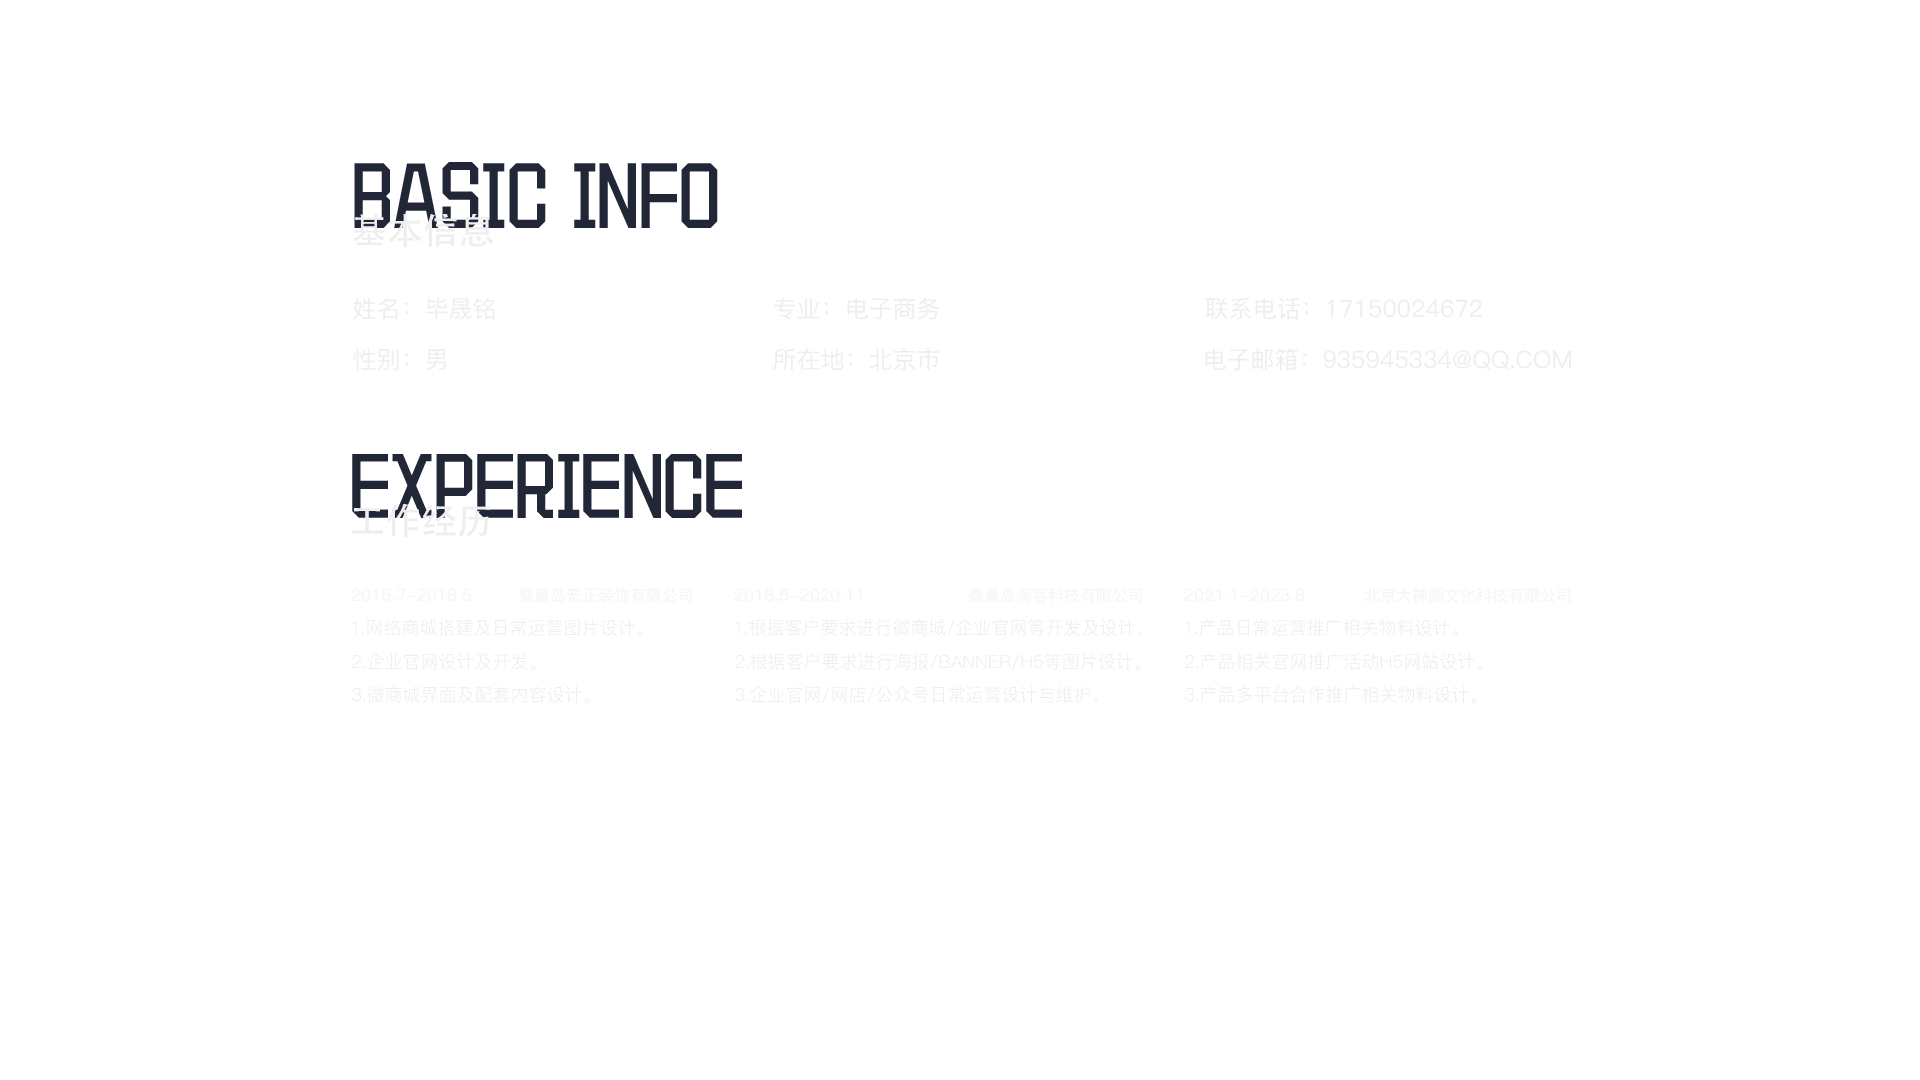 BASIC INFO
基本信息
姓名：毕晟铭
专业：电子商务
联系电话：17150024672
性别：男
所在地：北京市
电子邮箱：935945334@QQ.COM
EXPERIENCE
工作经历
2016.7-2018.5 秦皇岛宏正装饰有限公司
1.网络商城搭建及日常运营图片设计。
2.企业官网设计及开发。
3.微商城界面及配套内容设计。
2018.5-2020.11 秦皇岛淘客科技有限公司
1.根据客户要求进行微商城/企业官网等开发及设计。
2.根据客户要求进行海报/BANNER/H5等图片设计。
3.企业官网/网店/公众号日常运营设计与维护。
2021.1-2023.8 北京大神圈文化科技有限公司
1.产品日常运营推广相关物料设计。
2.产品相关官网推广活动H5网站设计。
3.产品多平台合作推广相关物料设计。